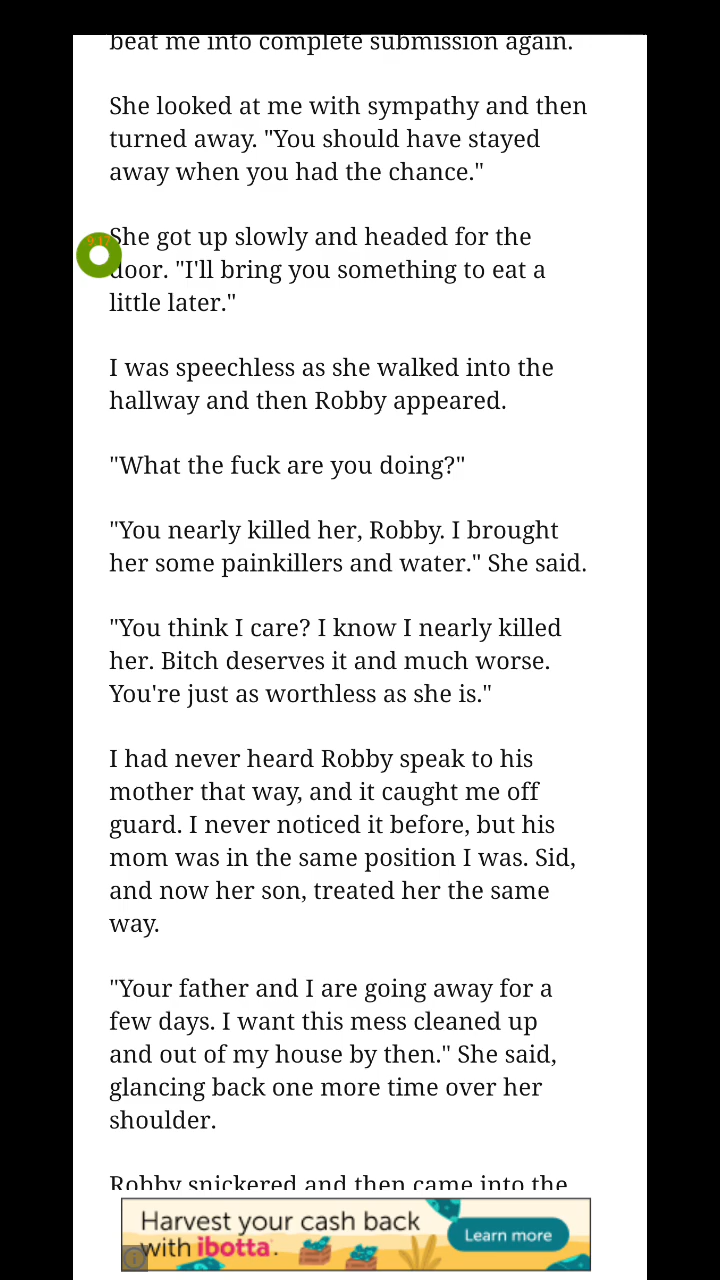 beat me into complete submission again.
She looked at me with sympathy and then
turned away. "You should have stayed
away when you had the chance."
She got up slowly and headed for the
door. "I'll bring you something to eat a
little later."
I was speechless as she walked into the
hallway and then Robby appeared.
"What the fuck are you doing?"
"You nearly killed her, Robby. I brought
her some painkillers and water." She said.
"You think I care? I know I nearly killed
her. Bitch deserves it and much worse.
You're just as worthless as she is."
I had never heard Robby speak to his
mother that way, and it caught me off
guard. I never noticed it before, but his
mom was in the same position I was. Sid,
and now her son, treated her the same
way.
"Your father and I are going away for a
few days. I want this mess cleaned up
and out of my house by then." She said,
glancing back one more time over her
shoulder.
Robby snickered and then came into the
Harvest your cash back
with ibotta.
Learn more